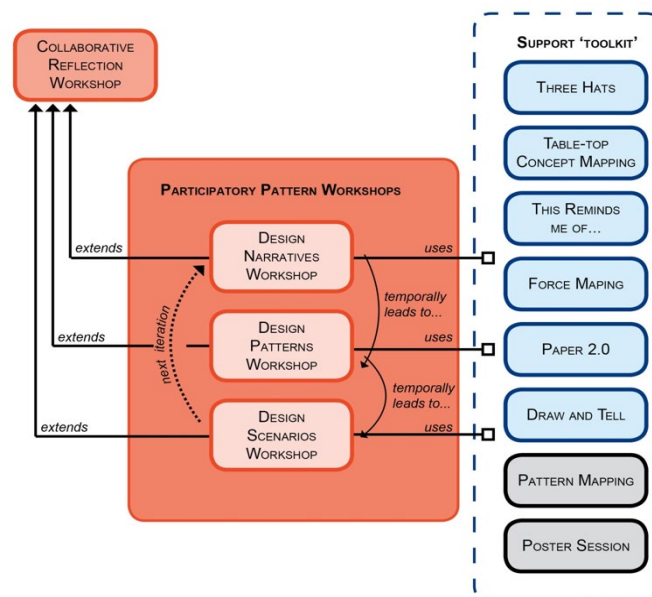 Collaborative
Reflection
Workshop
Support ‘toolkit’
Three Hats
Table-top
Concept Mapping
This Reminds
me of...
Force Maping
Paper 2.0
Draw and Tell
Pattern Mapping
Poster Session
Participatory Pattern Workshops
Design
Narratives
Workshop
Design
Patterns
Workshop
Design
Scenarios
Workshop
extends
extends
extends
uses
uses
uses
temporally
leads to...
temporally
leads to...
next iteration